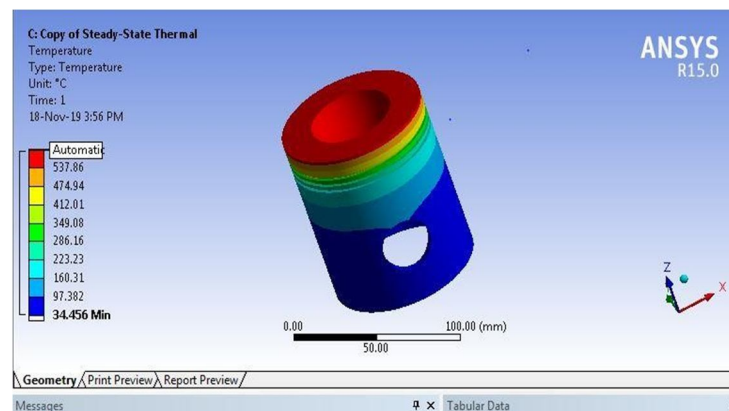 C: Copy of Steady-State Thermal
Temperature
Type: Temperature
Unit: °C
Time: 1
18-Nov-19 3:56 PM
ANSYS
R15.0
Automatic
537.86
474.94
412.01
349.08
286.16
223.23
160.31
97.382
34.456 Min
Z
X
0.00 100.00 (mm)
50.00
Geometry Print Preview Report Preview
Messages Tabular Data